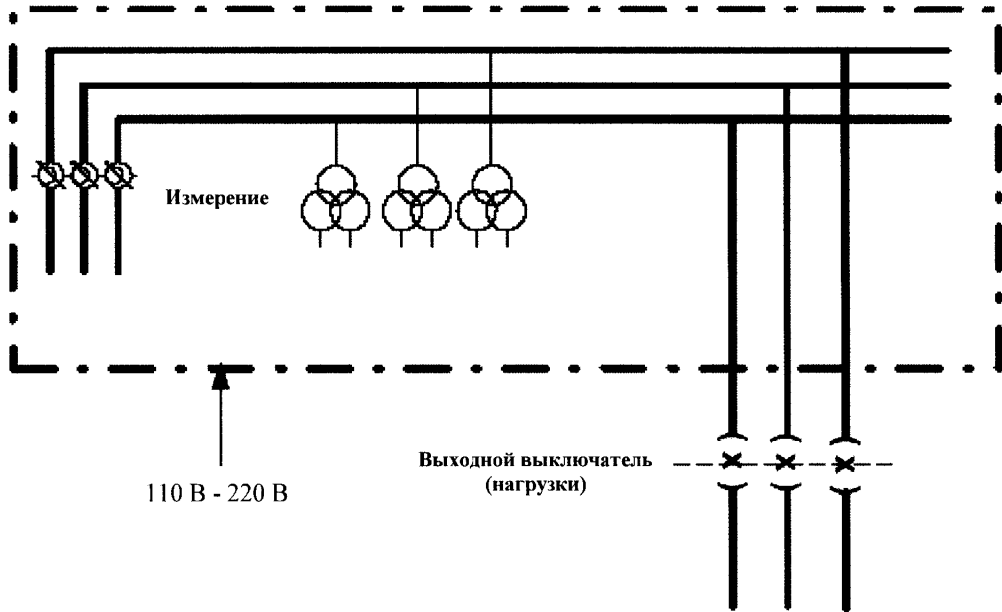 Измерение
Выходной выключатель
(нагрузки)
110 В - 220 В